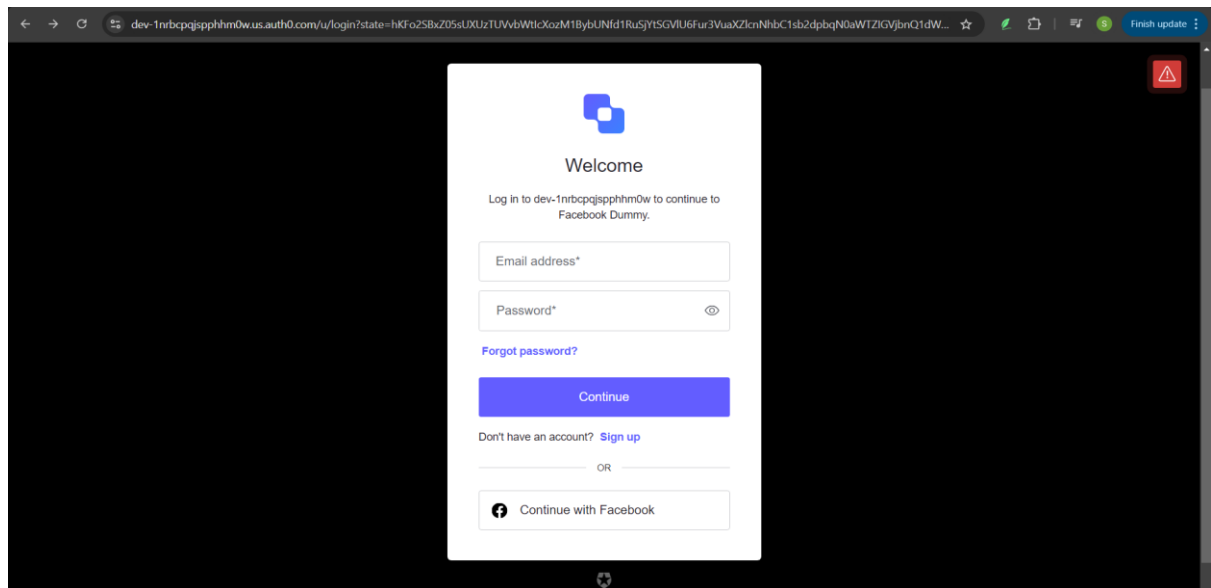 dev-1nrbcpqjspphhm0w.us.auth0.com/u/login?state=hKFo2SBxZ05sUXUzTUVvbWtIcXozM1BybUNfd1RuSjYtSGVlU6Fur3VuaXZlcnNhbC1sb2dpbqN0aWTZIGVjbnQ1dW...
S
Finish update
Welcome
Log in to dev-1nrbcpqjspphhm0w to continue to
Facebook Dummy.
Email address*
Password*
Forgot password?
Continue
Don't have an account? Sign up
OR
Continue with Facebook